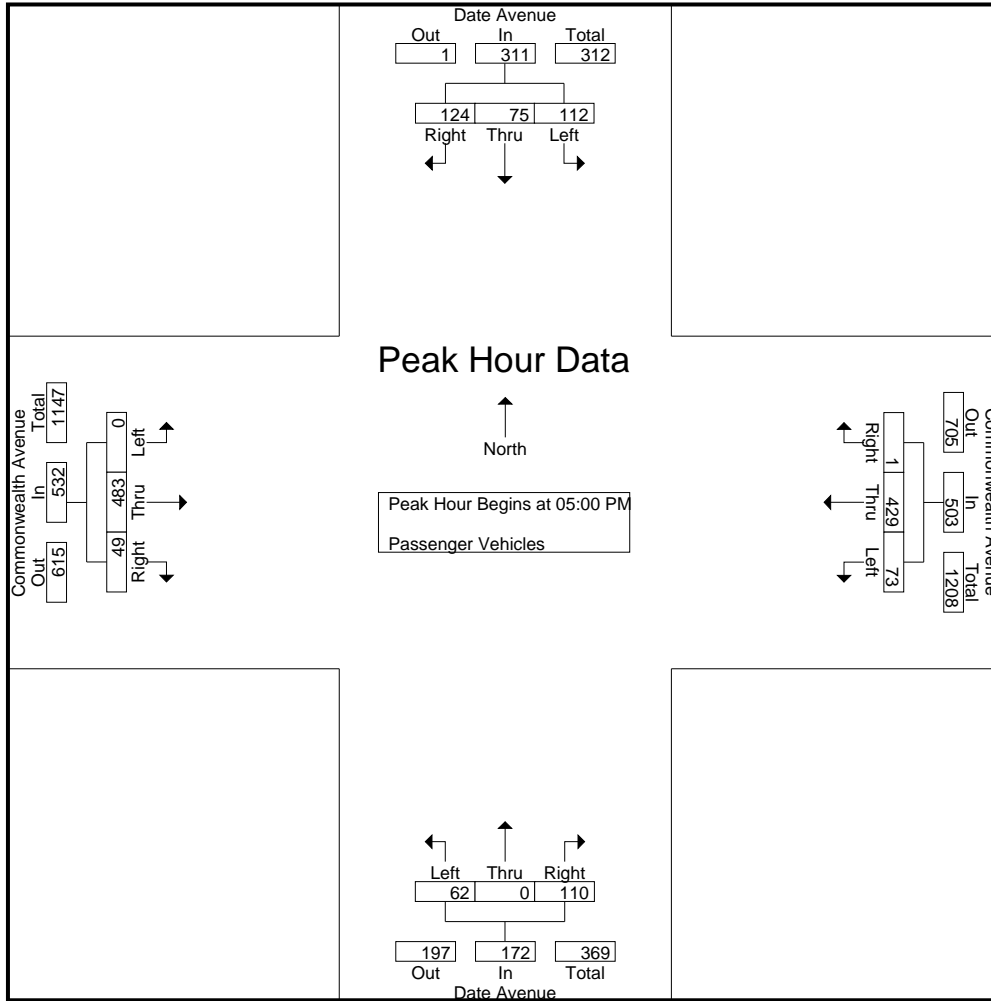 Date Avenue
Out In Total
1 311 312
124 75 112
Right Thru Left
Peak Hour Data
North
Peak Hour Begins at 05:00 PM
Passenger Vehicles
Commonwealth Avenue
Total In Out
1147 532 615
0 483 49
Left Thru Right
Commonwealth Avenue
Out In Total
705 503 1208
1 429 73
Right Thru Left
Left Thru Right
62 0 110
197 172 369
Out In Total
Date Avenue